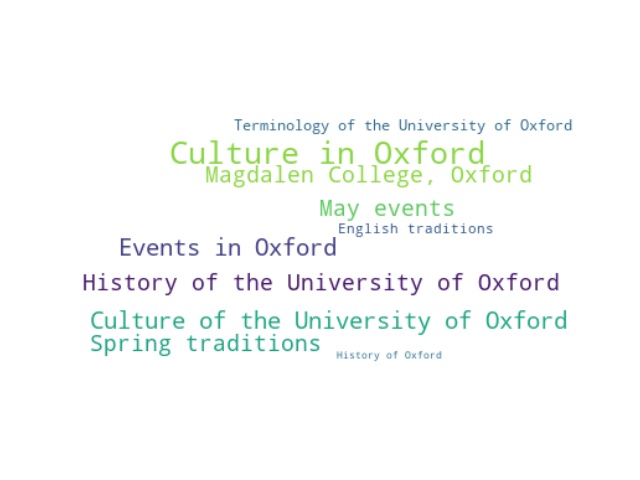 Terminology of the University of Oxford
Culture in Oxford
Magdalen College, Oxford
May events
English traditions
Events in Oxford
History of the University of Oxford
Culture of the University of Oxford
Spring traditions
History of Oxford